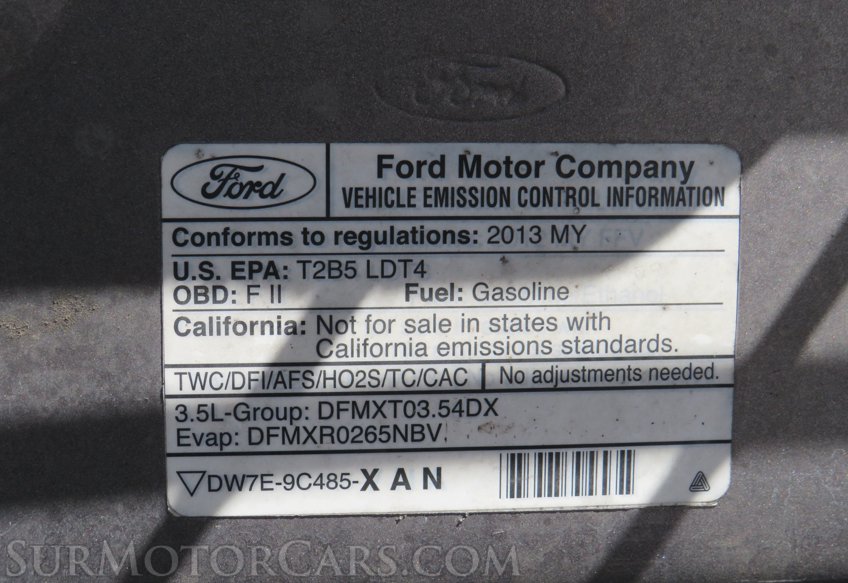 Ford
Ford
Ford Motor Company
VEHICLE EMISSION CONTROL INFORMATION
Conforms to regulations: 2013 MY
U.S. EPA: T2B5 LDT4
OBD: F II Fuel: Gasoline
California: Not for sale in states with
California emissions standards.
TWC/DFI/AFS/HO2S/TC/CAC No adjustments needed.
3.5L-Group: DFMXT03.54DX
Evap: DFMXR0265NBV
DW7E-9C485-X A N
SURMOTORCARS.COM